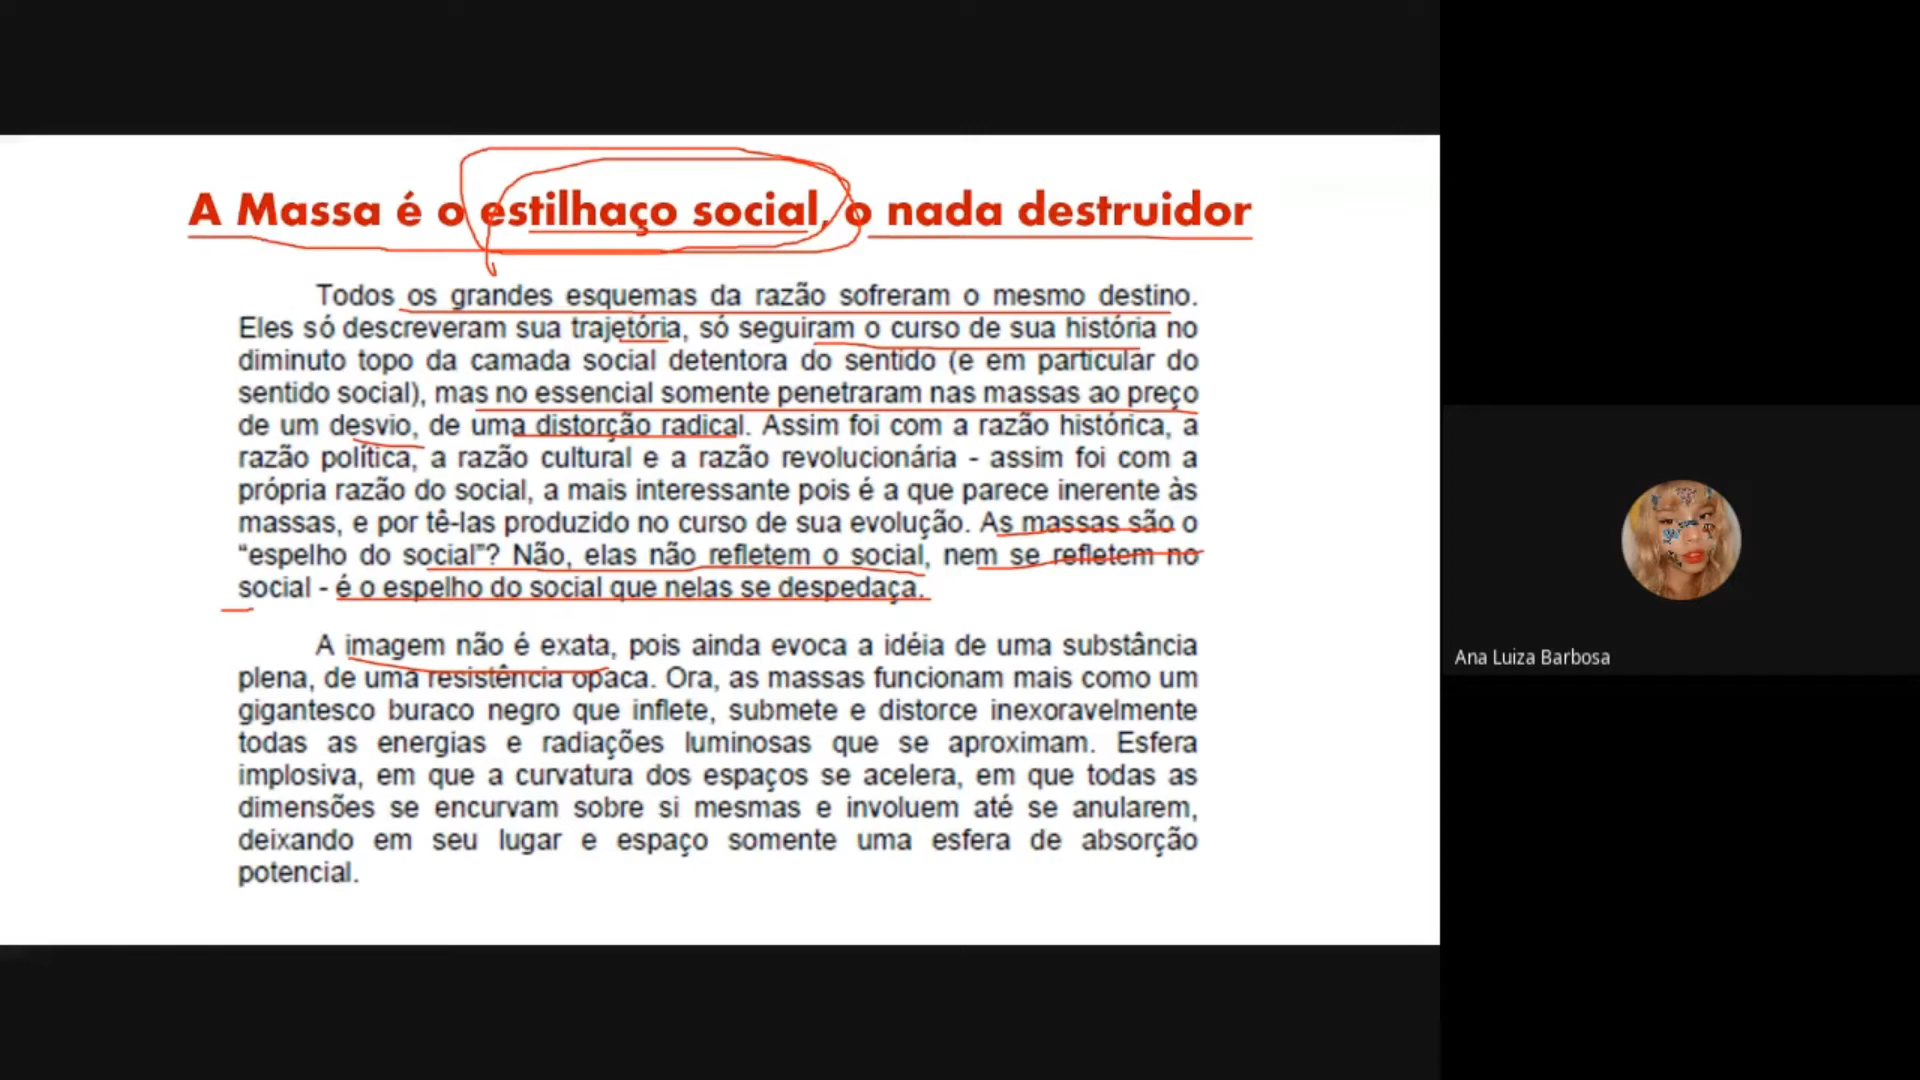 A Massa é o estilhaço social, o nada destruidor
Todos os grandes esquemas da razão sofreram o mesmo destino.
Eles só descreveram sua trajetória, só seguiram o curso de sua história no
diminuto topo da camada social detentora do sentido (e em particular do
sentido social), mas no essencial somente penetraram nas massas ao preço
de um desvio, de uma distorção radical. Assim foi com a razão histórica, a
razão política, a razão cultural e a razão revolucionária - assim foi com a
própria razão do social, a mais interessante pois é a que parece inerente às
massas, e por tê-las produzido no curso de sua evolução. As massas são o
“espelho do social”? Não, elas não refletem o social, nem se refletem no
social - é o espelho do social que nelas se despedaça.
A imagem não é exata, pois ainda evoca a idéia de uma substância
plena, de uma resistência opaca. Ora, as massas funcionam mais como um
gigantesco buraco negro que inflete, submete e distorce inexoravelmente
todas as energias e radiações luminosas que se aproximam. Esfera
implosiva, em que a curvatura dos espaços se acelera, em que todas as
dimensões se encurvam sobre si mesmas e involuem até se anularem,
deixando em seu lugar e espaço somente uma esfera de absorção
potencial.
Ana Luiza Barbosa